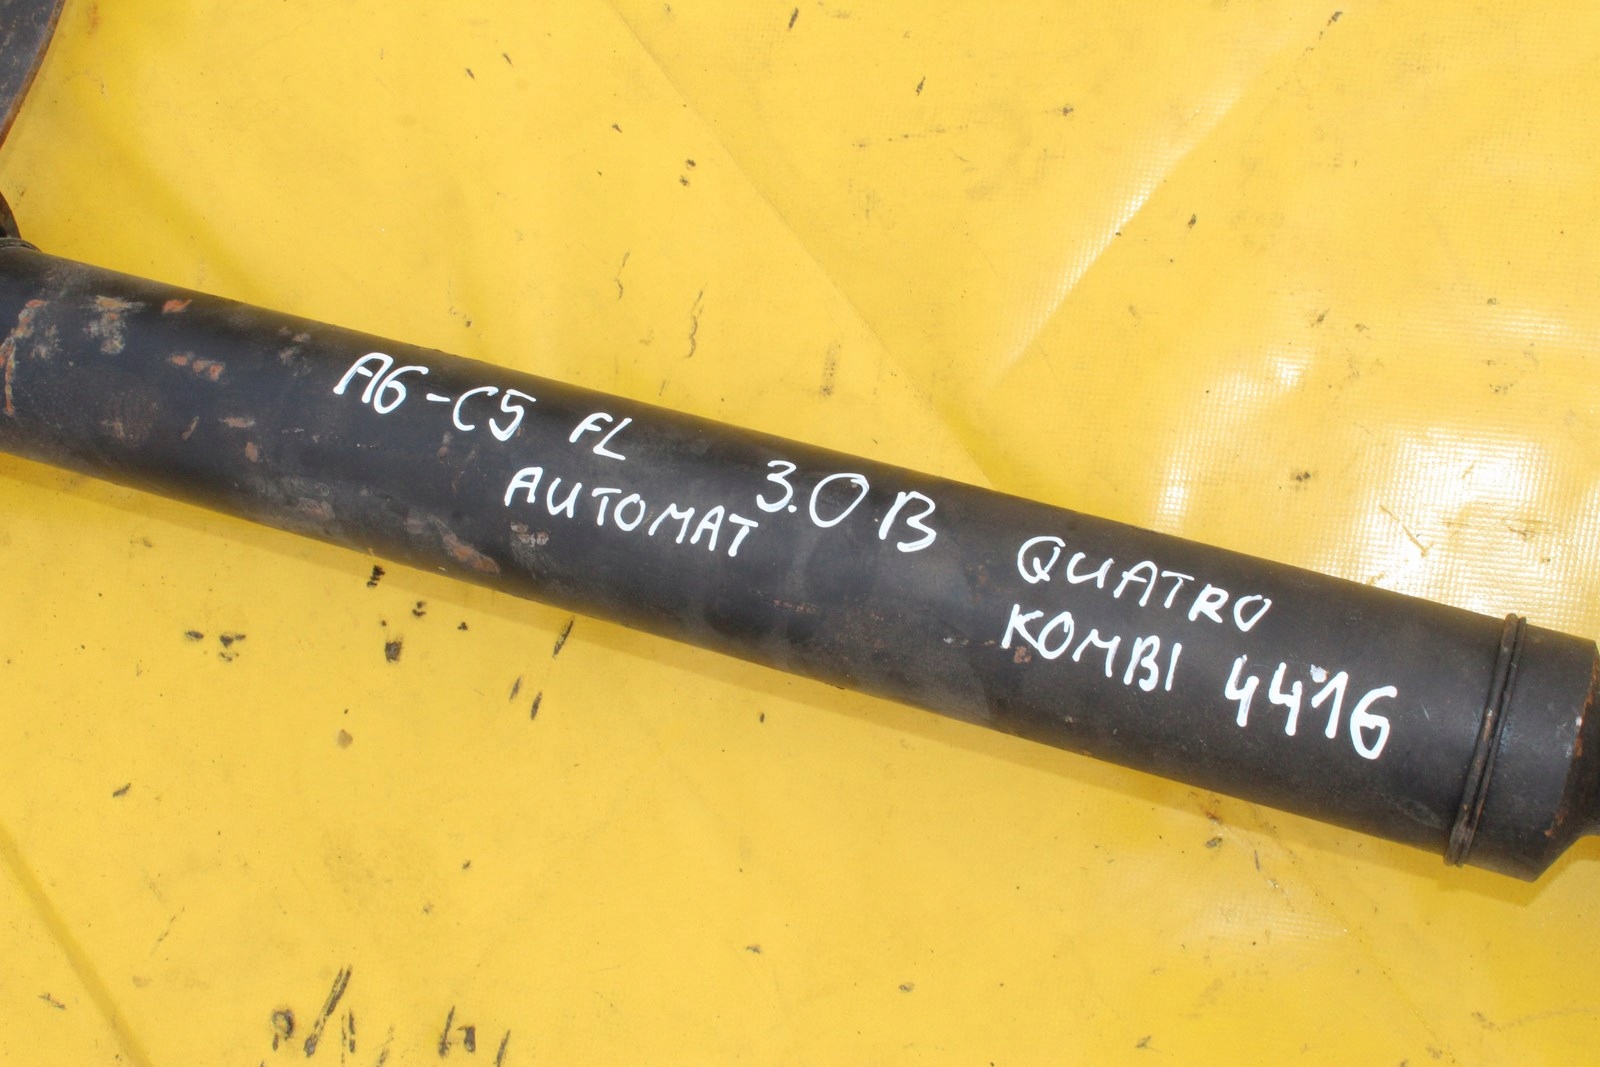 A6-C5 FL 3.0 B QUATRO
AUTOMAT KOMBI 4416